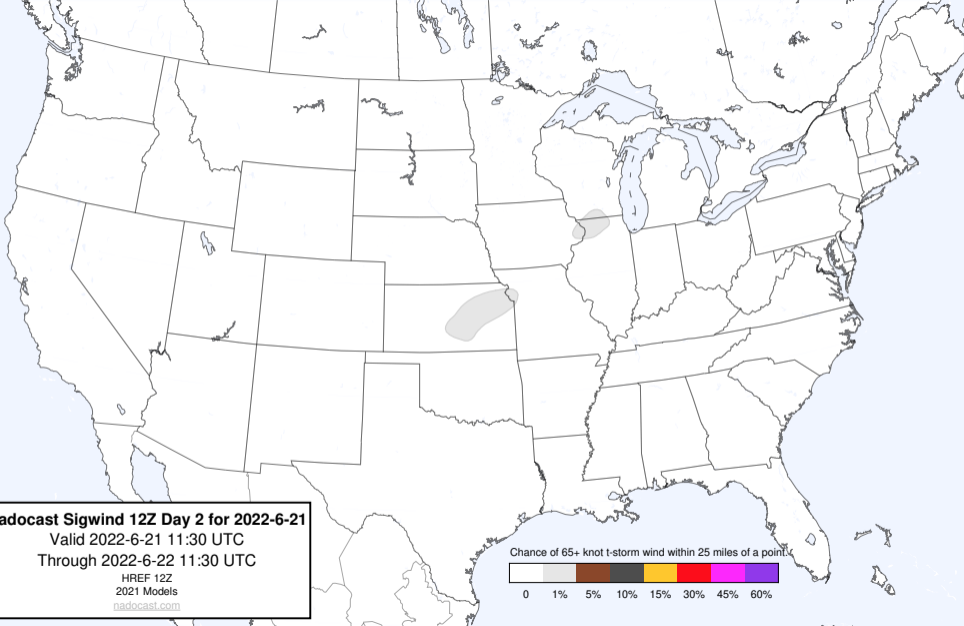 adocast Sigwind 12Z Day 2 for 2022-6-21
Valid 2022-6-21 11:30 UTC
Through 2022-6-22 11:30 UTC
HREF 12Z
2021 Models
nadocast.com
Chance of 65+ knot t-storm wind within 25 miles of a point.
0 1% 5% 10% 15% 30% 45% 60%